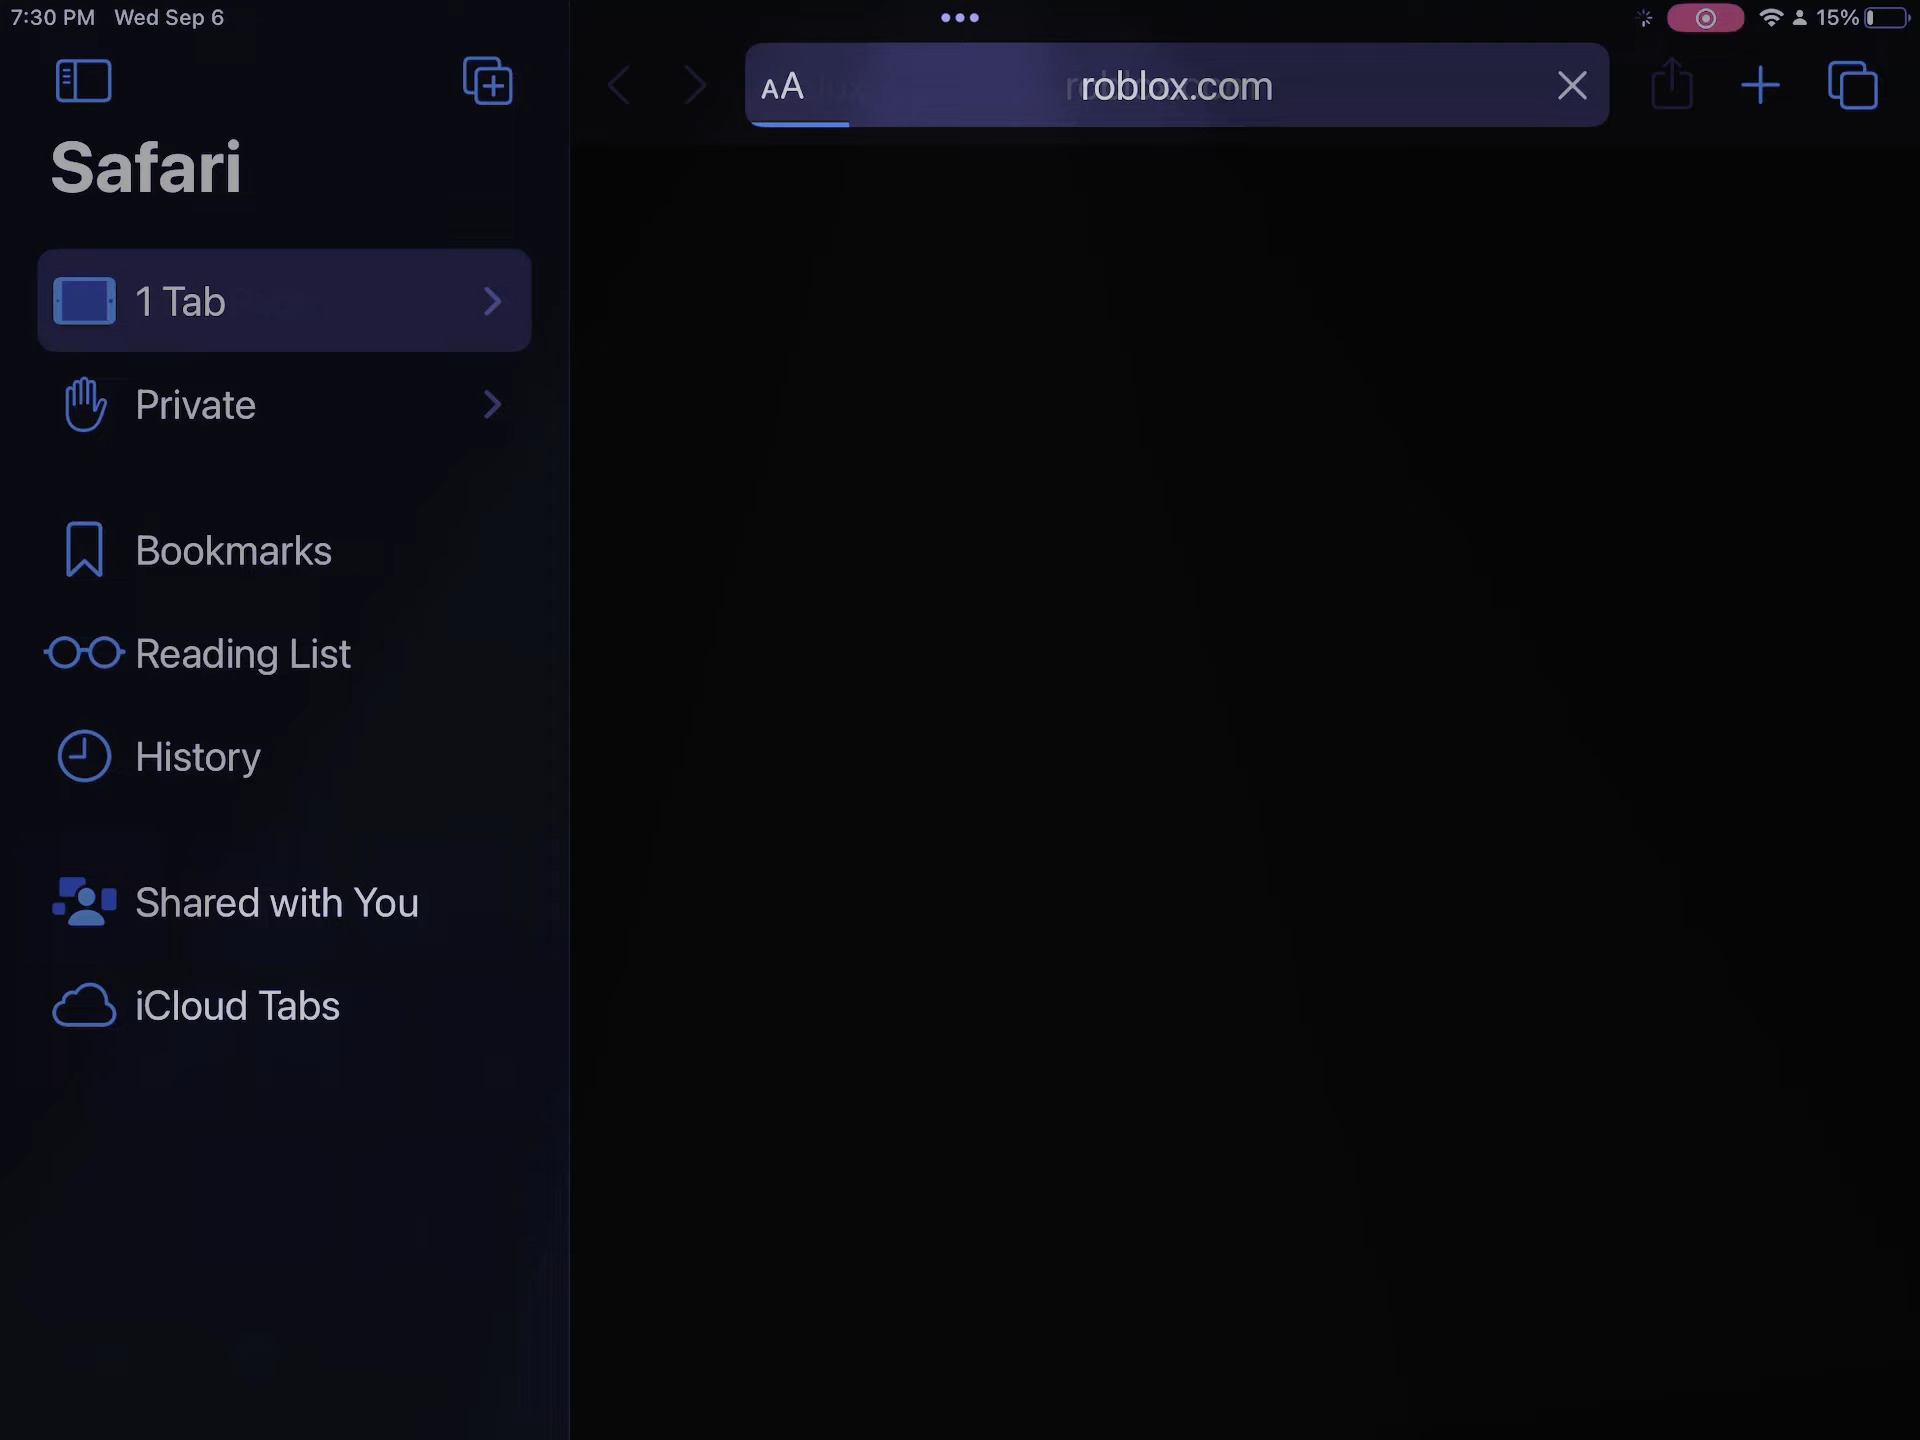 7:30 PM Wed Sep 6
15%
AA
roblox.com
Safari
1 Tab
Private
Bookmarks
Reading List
History
Shared with You
iCloud Tabs